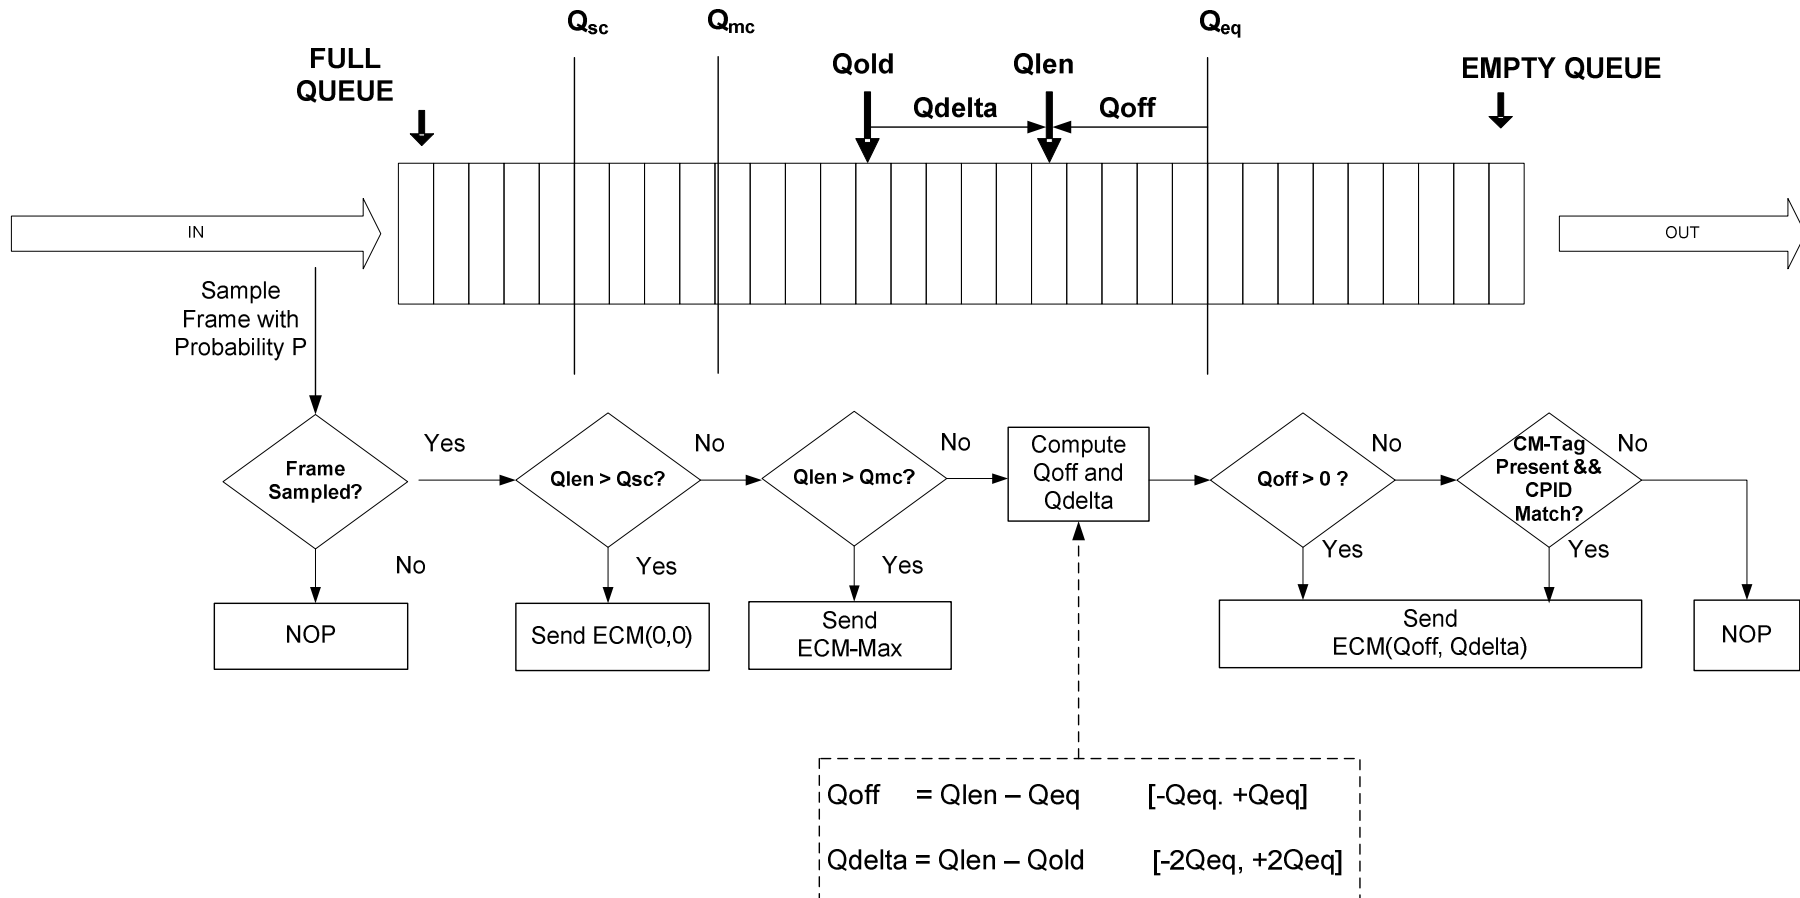 Qsc
Qmc
Qeq
FULL
QUEUE
Qold
Qlen
EMPTY QUEUE
Qdelta
Qoff
IN
OUT
Sample
Frame with
Probability P
Frame
Sampled?
Yes
No
NOP
Qlen > Qsc?
No
Yes
Send ECM(0,0)
Qlen > Qmc?
No
Yes
Send
ECM-Max
Compute
Qoff and
Qdelta
Qoff > 0 ?
No
Yes
CM-Tag
Present &&
CPID
Match?
No
Yes
Send
ECM(Qoff, Qdelta)
NOP
Qoff = Qlen – Qeq [-Qeq. +Qeq]
Qdelta = Qlen – Qold [-2Qeq, +2Qeq]